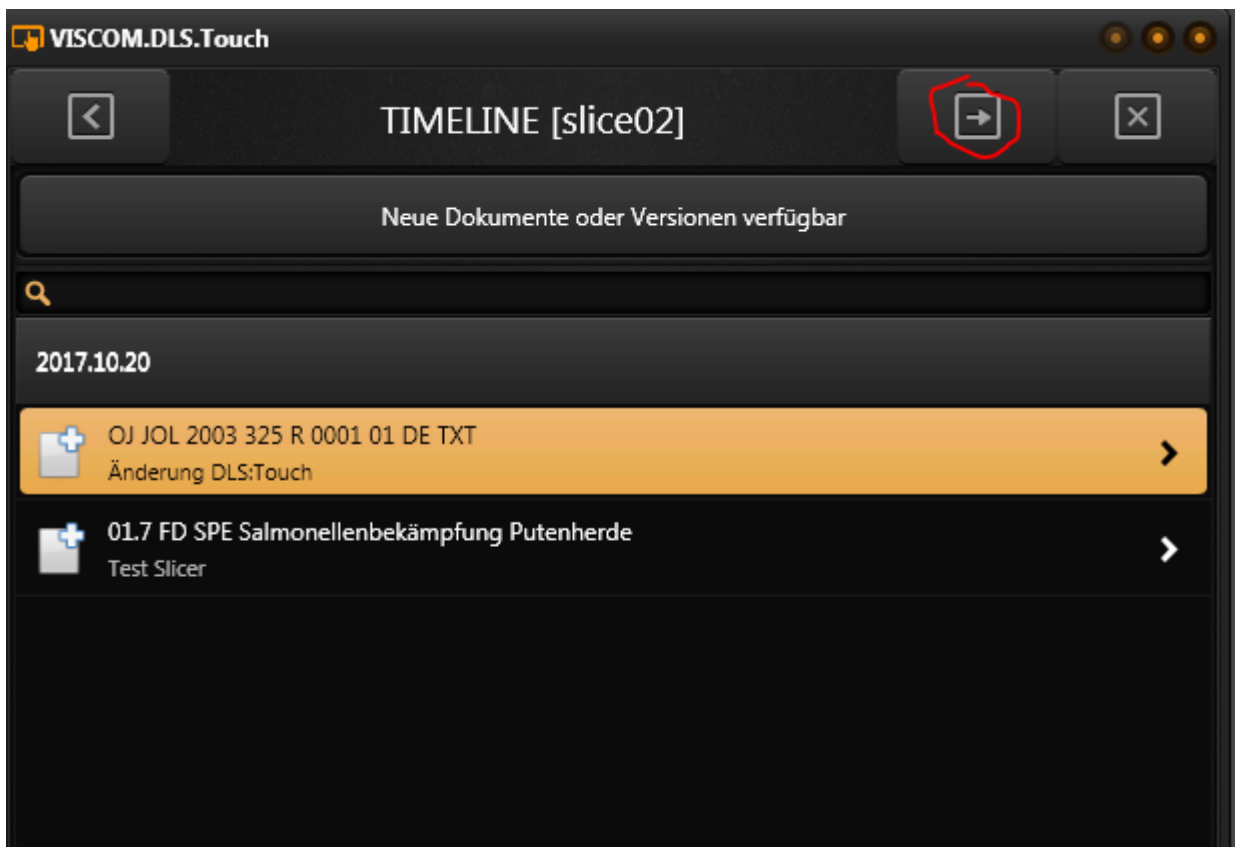 VISCOM.DLS.Touch
TIMELINE [slice02]
Neue Dokumente oder Versionen verfügbar
2017.10.20
OJ JOL 2003 325 R 0001 01 DE TXT
Änderung DLS:Touch
01.7 FD SPE Salmonellenbekämpfung Putenherde
Test Slicer